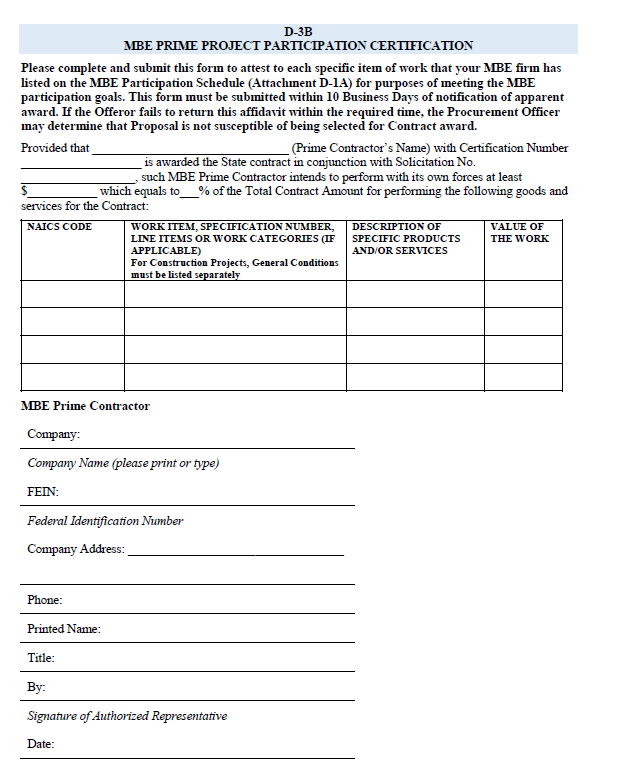 D-3B
MBE PRIME PROJECT PARTICIPATION CERTIFICATION
Please complete and submit this form to attest to each specific item of work that your MBE firm has
listed on the MBE Participation Schedule (Attachment D-1A) for purposes of meeting the MBE
participation goals. This form must be submitted within 10 Business Days of notification of apparent
award. If the Offeror fails to return this affidavit within the required time, the Procurement Officer
may determine that Proposal is not susceptible of being selected for Contract award.
Provided that ______________________________ (Prime Contractor's Name) with Certification Number
___________________ is awarded the State contract in conjunction with Solicitation No.
__________________, such MBE Prime Contractor intends to perform with its own forces at least
$___________ which equals to___% of the Total Contract Amount for performing the following goods and
services for the Contract:
NAICS CODE
WORK ITEM, SPECIFICATION NUMBER,
LINE ITEMS OR WORK CATEGORIES (IF
APPLICABLE)
For Construction Projects, General Conditions
must be listed separately
DESCRIPTION OF
SPECIFIC PRODUCTS
AND/OR SERVICES
VALUE OF
THE WORK
MBE Prime Contractor
Company:
Company Name (please print or type)
FEIN:
Federal Identification Number
Company Address: ________________________________
Phone:
Printed Name:
Title:
By:
Signature of Authorized Representative
Date: